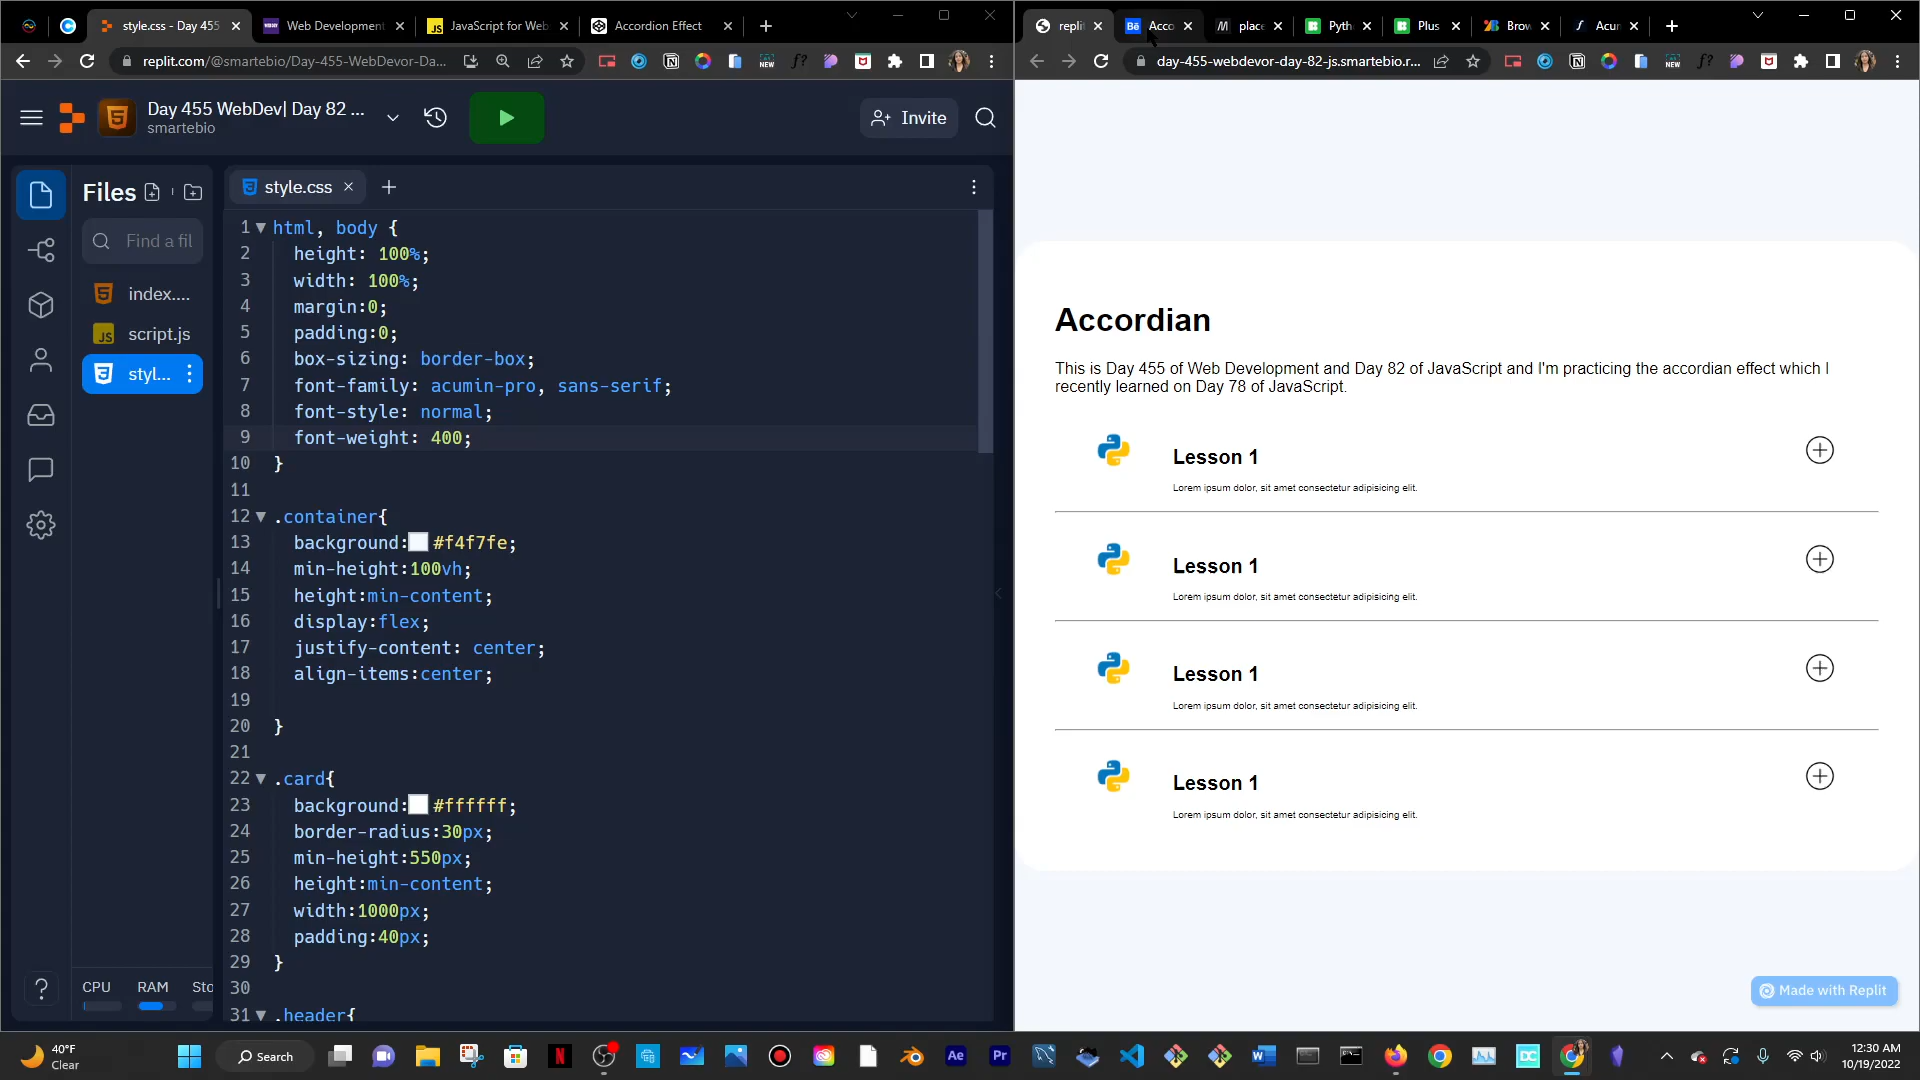 style.css - Day 455
Web Development
JavaScript for Web
Accordion Effect
replit.com/@smartebio/Day-455-WebDevor-Da...
Day 455 WebDev| Day 82 ...
smartebio
Invite
Files
Find a fil
index....
script.js
styl...
CPU
RAM
Sto
style.css
1 html, body {
2 height: 100%;
3 width: 100%;
4 margin:0;
5 padding:0;
6 box-sizing: border-box;
7 font-family: acumin-pro, sans-serif;
8 font-style: normal;
9 font-weight: 400;
10 }
11
12 .container{
13 background: #f4f7fe;
14 min-height:100vh;
15 height:min-content;
16 display:flex;
17 justify-content: center;
18 align-items:center;
19
20 }
21
22 .card{
23 background: #ffffff;
24 border-radius:30px;
25 min-height:550px;
26 height:min-content;
27 width:1000px;
28 padding:40px;
29 }
30
31 .header{
replit
Acco
place
Pyth
Plus
Brow
Acum
day-455-webdevor-day-82-js.smartebio.r...
Accordian
This is Day 455 of Web Development and Day 82 of JavaScript and I'm practicing the accordian effect which I
recently learned on Day 78 of JavaScript.
Lesson 1
Lorem ipsum dolor, sit amet consectetur adipisicing elit.
Lesson 1
Lorem ipsum dolor, sit amet consectetur adipisicing elit.
Lesson 1
Lorem ipsum dolor, sit amet consectetur adipisicing elit.
Lesson 1
Lorem ipsum dolor, sit amet consectetur adipisicing elit.
Made with Replit
40°F
Clear
Search
12:30 AM
10/19/2022